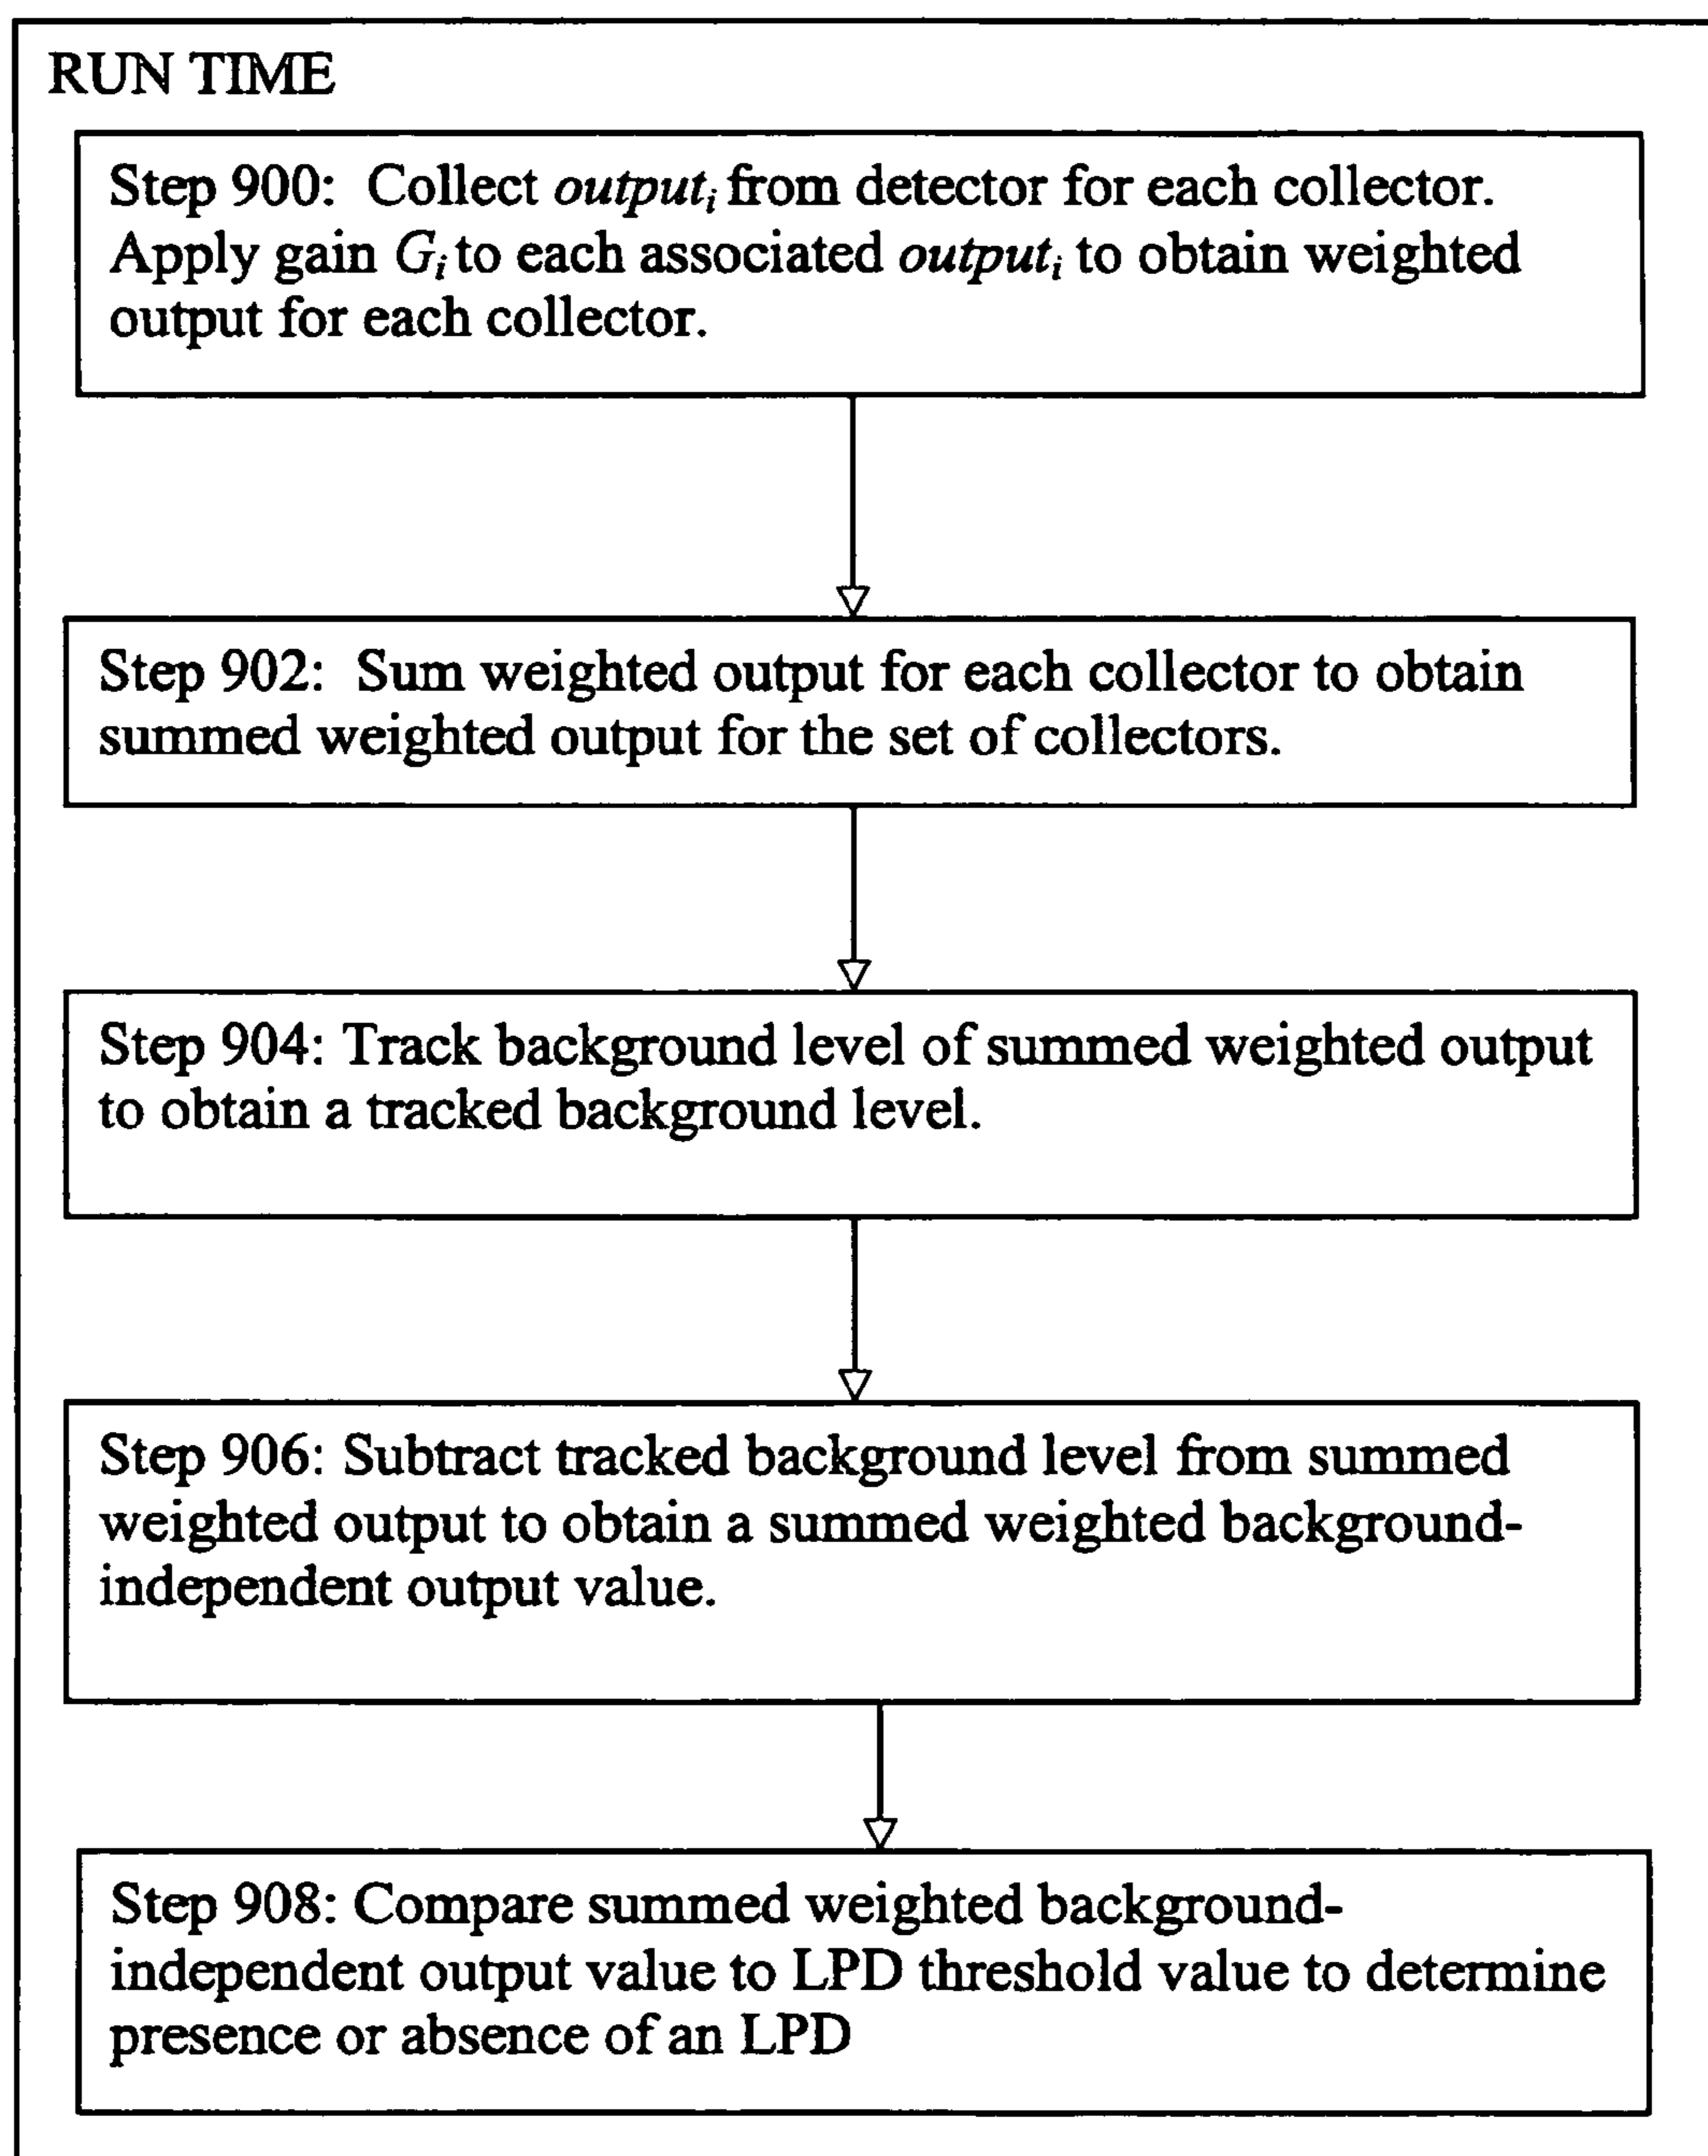 RUN TIME
Step 900:  Collect outputᵢ from detector for each collector.
Apply gain Gᵢ to each associated outputᵢ to obtain weighted
output for each collector.
Step 902:  Sum weighted output for each collector to obtain
summed weighted output for the set of collectors.
Step 904: Track background level of summed weighted output
to obtain a tracked background level.
Step 906: Subtract tracked background level from summed
weighted output to obtain a summed weighted background-
independent output value.
Step 908: Compare summed weighted background-
independent output value to LPD threshold value to determine
presence or absence of an LPD